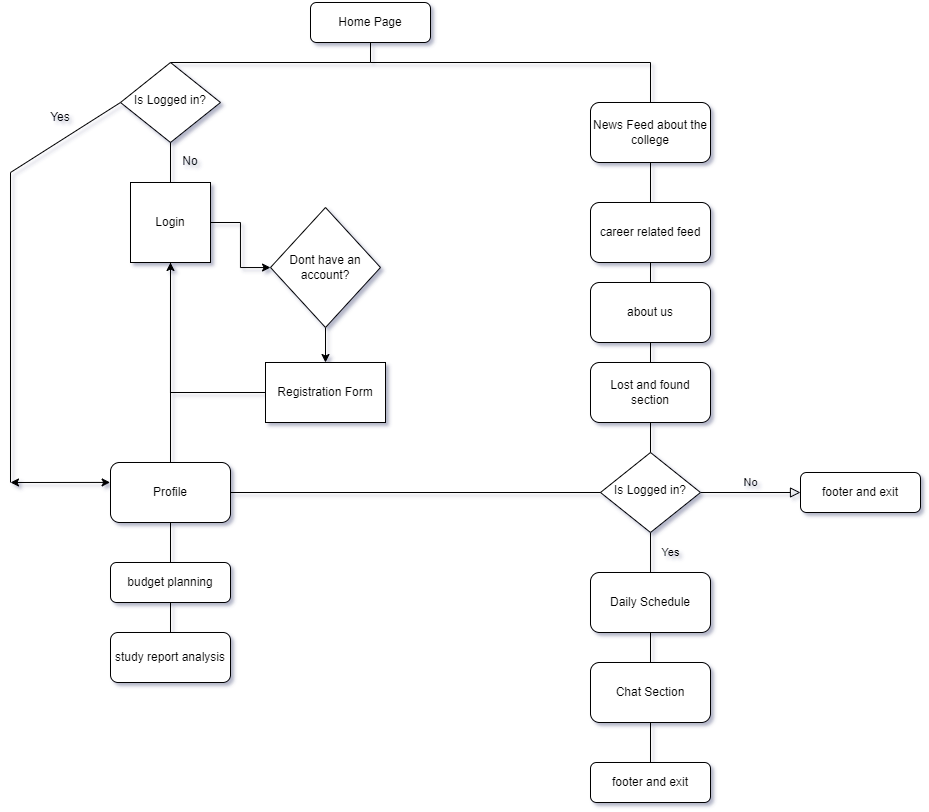 Home Page
Is Logged in?
Yes
No
Login
Dont have an
account?
Registration Form
Profile
budget planning
study report analysis
News Feed about the
college
career related feed
about us
Lost and found
section
Is Logged in?
No
footer and exit
Yes
Daily Schedule
Chat Section
footer and exit